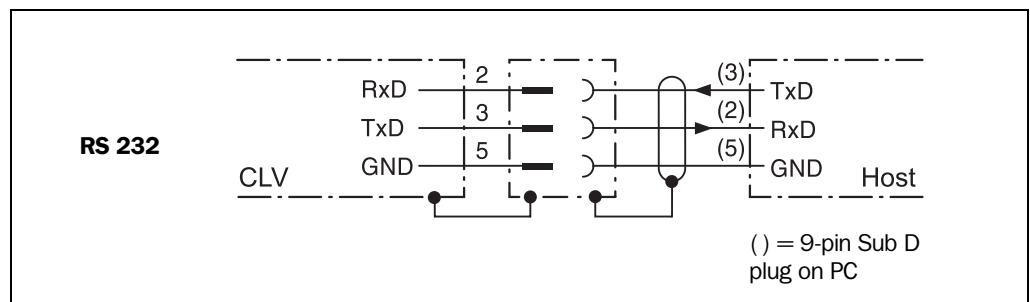 RS 232
CLV
RxD 2 (3) TxD
TxD 3 (2) RxD
GND 5 (5) GND
Host
( ) = 9-pin Sub D
plug on PC